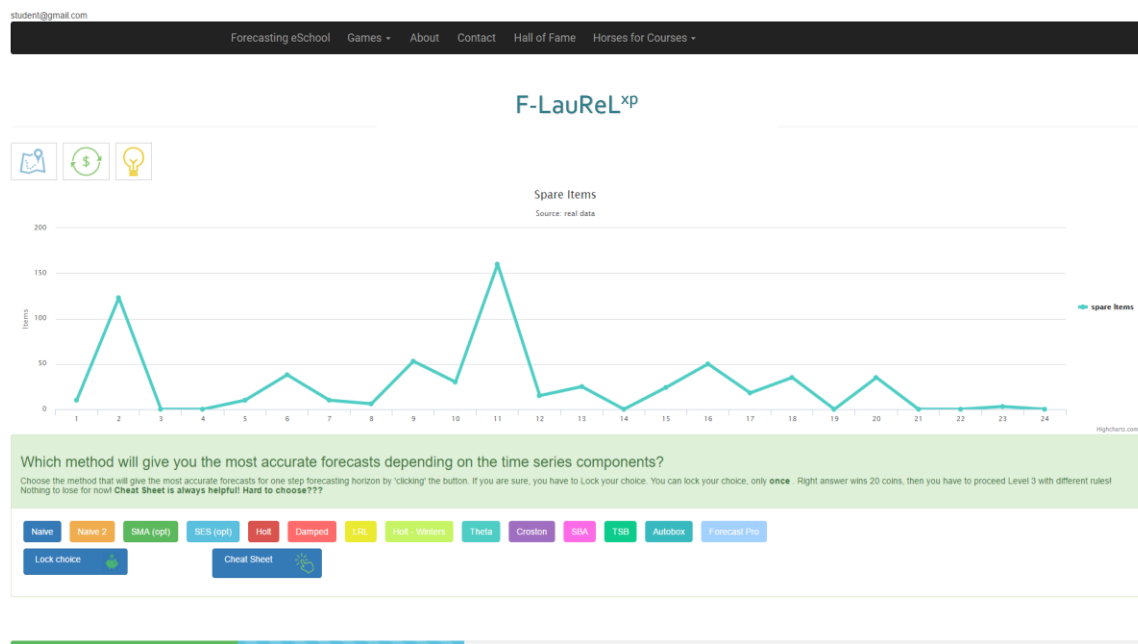 student@gmail.com
Forecasting eSchool Games About Contact Hall of Fame Horses for Courses
F-LauReL^xp
Spare Items
Source: real data
200
150
100
50
0
Items
1 2 3 4 5 6 7 8 9 10 11 12 13 14 15 16 17 18 19 20 21 22 23 24
spare Items
Highcharts.com
Which method will give you the most accurate forecasts depending on the time series components?
Choose the method that will give the most accurate forecasts for one step forecasting horizon by 'clicking' the button. If you are sure, you have to Lock your choice. You can lock your choice, only once . Right answer wins 20 coins, then you have to proceed Level 3 with different rules!
Nothing to lose for now! Cheat Sheet is always helpful! Hard to choose???
Naive Naive 2 SMA (opt) SES (opt) Holt Damped LRL Holt - Winters Theta Croston SBA TSB Autobox Forecast Pro
Lock choice Cheat Sheet